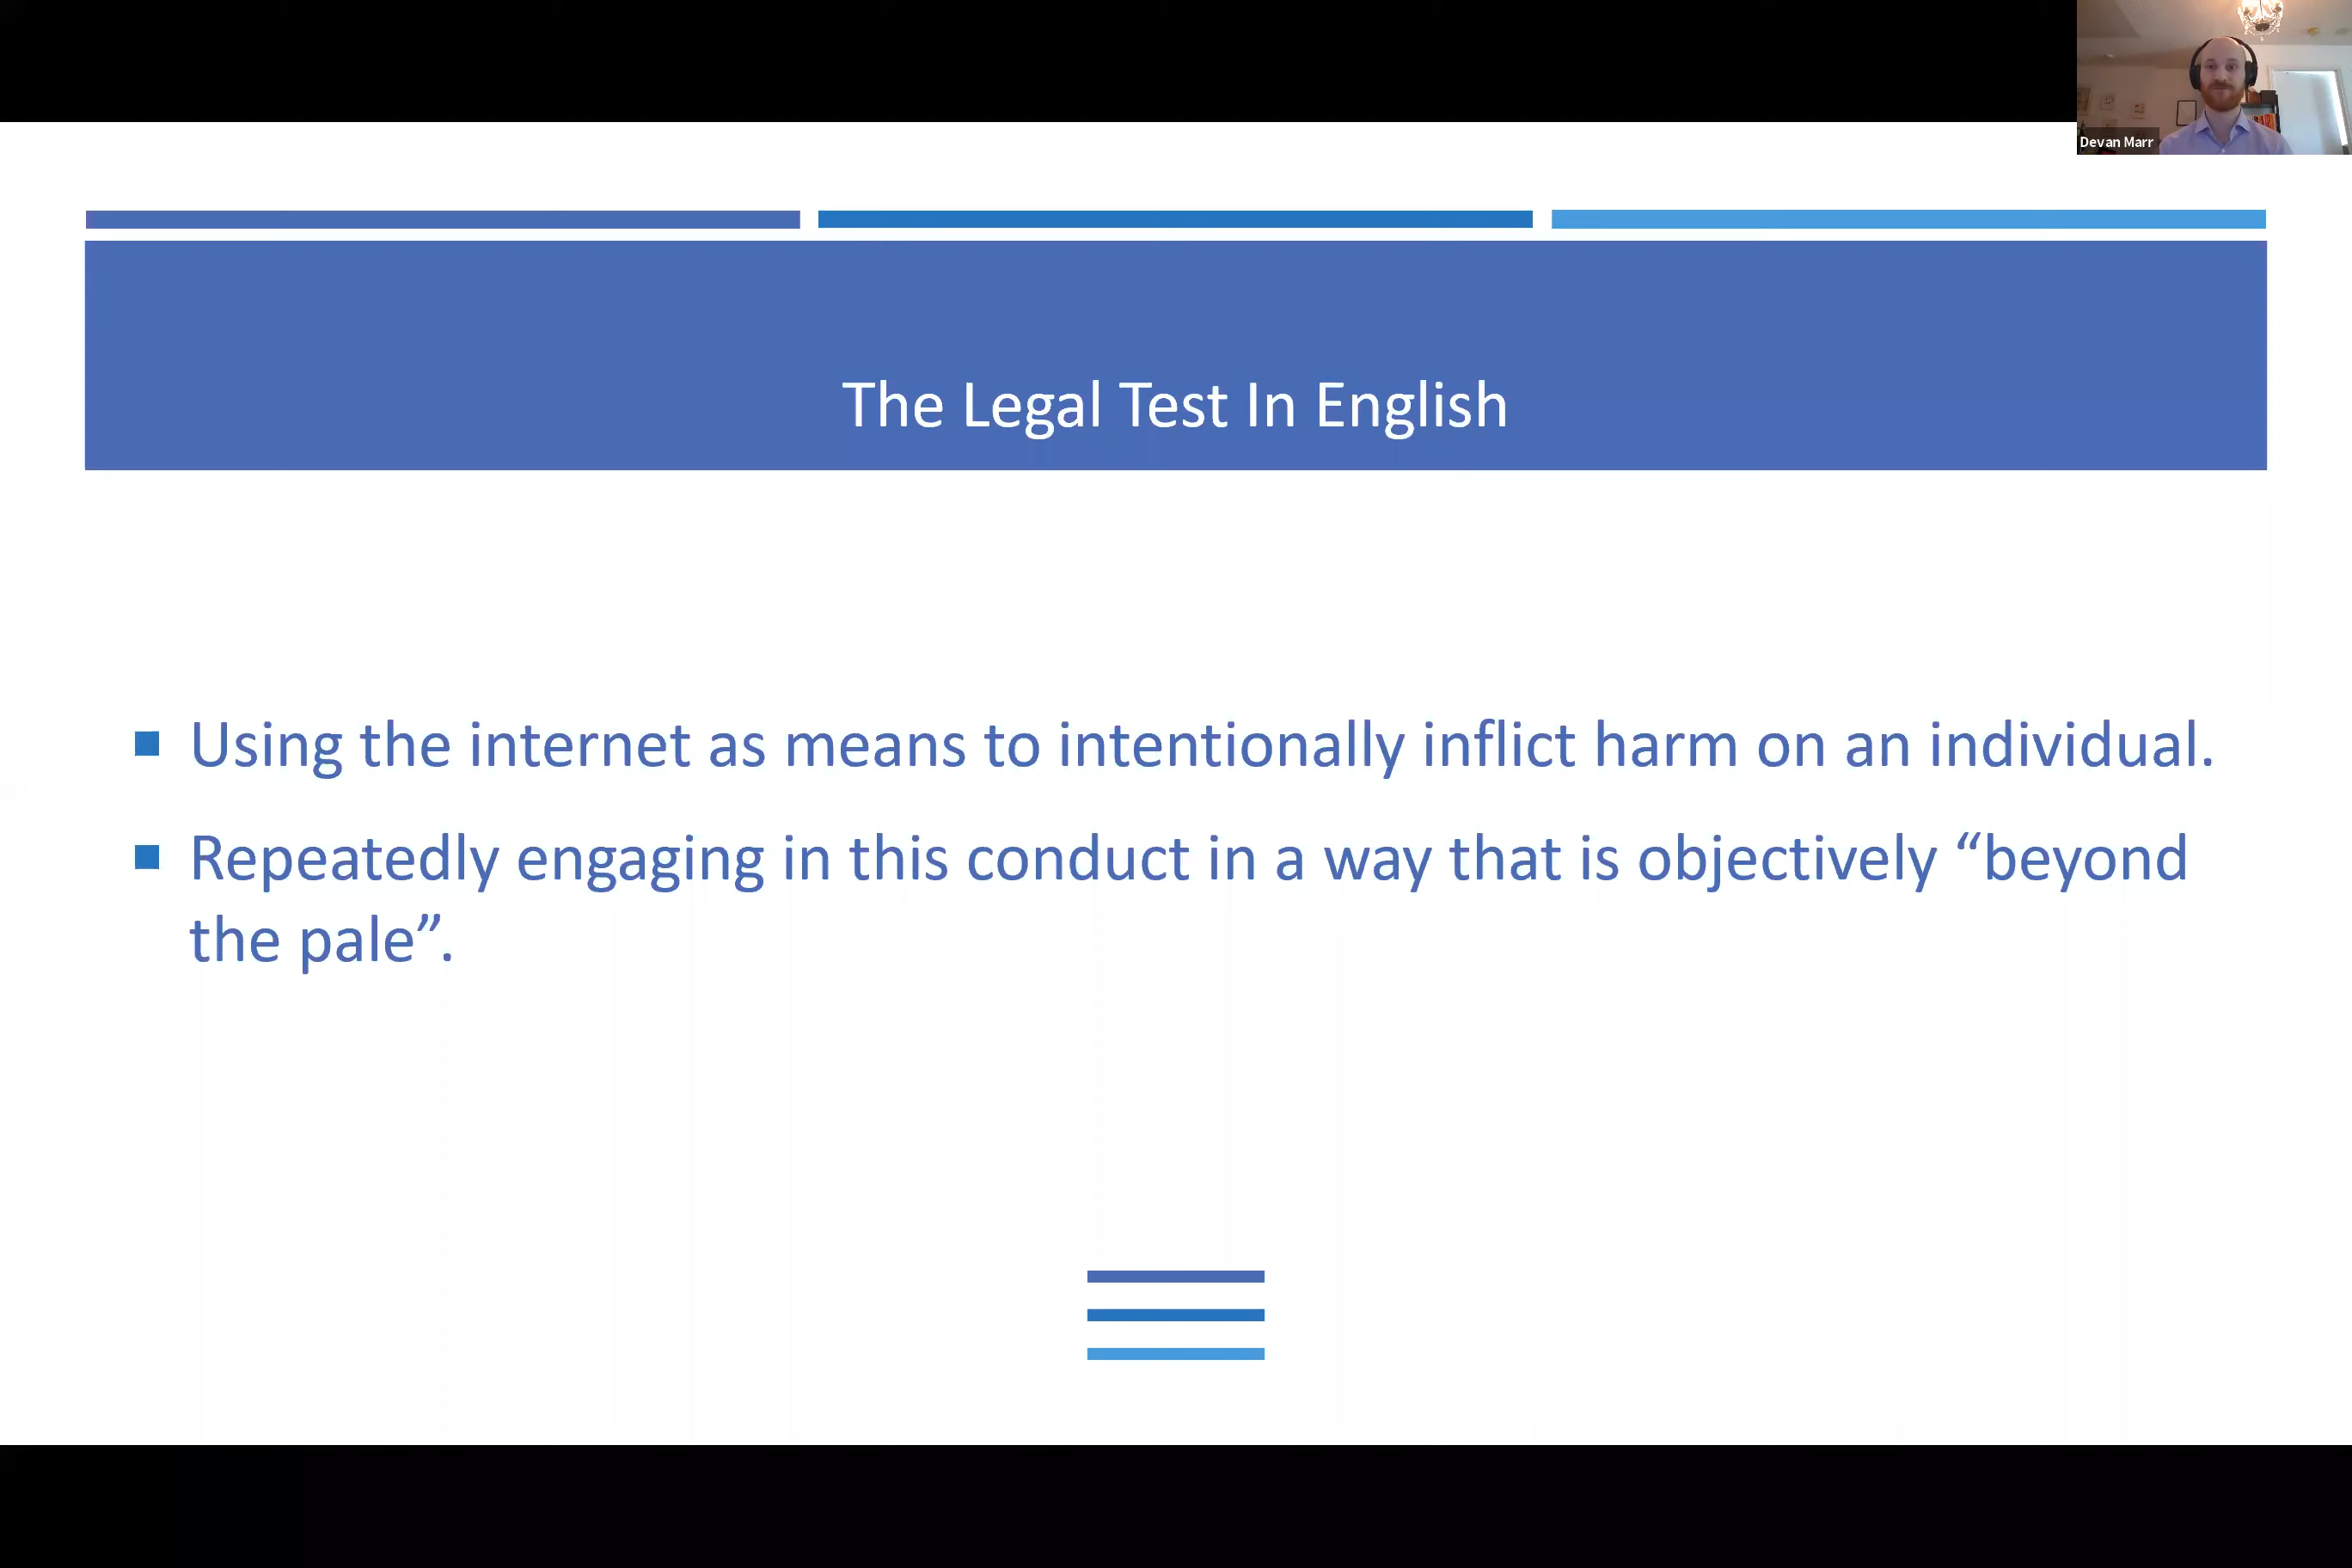 Devan Marr
The Legal Test In English
Using the internet as means to intentionally inflict harm on an individual.
Repeatedly engaging in this conduct in a way that is objectively “beyond
the pale”.